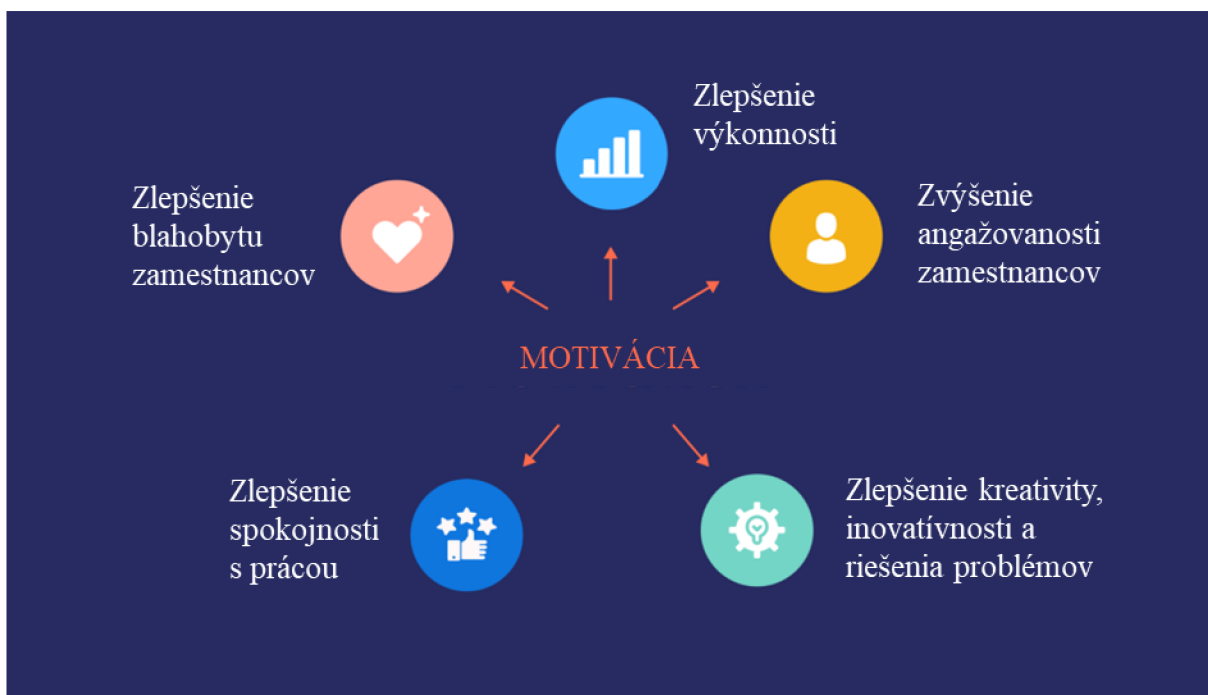 Zlepšenie
výkonnosti
Zlepšenie
blahobytu
zamestnancov
Zvýšenie
angažovanosti
zamestnancov
MOTIVÁCIA
Zlepšenie
spokojnosti
s prácou
Zlepšenie kreativity,
inovatívnosti a
riešenia problémov